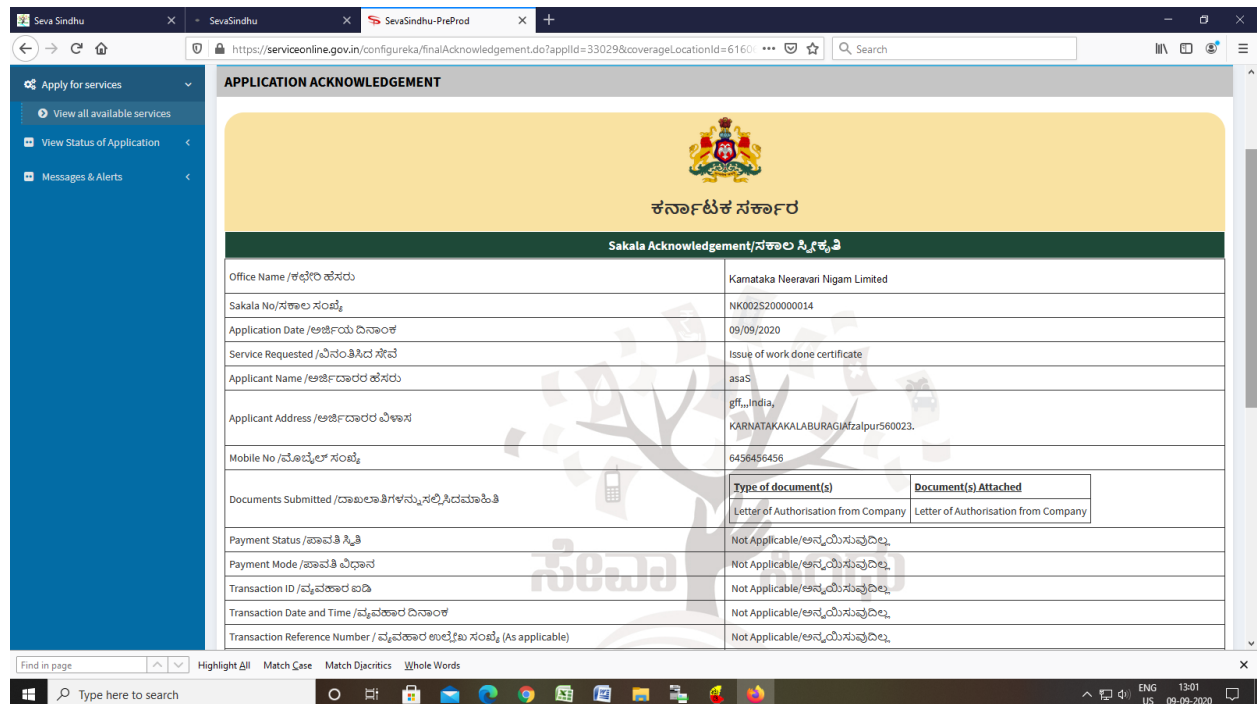 Seva Sindhu
SevaSindhu
SevaSindhu-PreProd
https://serviceonline.gov.in/configureka/finalAcknowledgement.do?applId=33029&coverageLocationId=6160
Search
Apply for services
View all available services
View Status of Application
Messages & Alerts
APPLICATION ACKNOWLEDGEMENT
ಕರ್ನಾಟಕ ಸರ್ಕಾರ
Sakala Acknowledgement/ಸಕಾಲ ಸ್ವೀಕೃತಿ
Office Name /ಕಛೇರಿ ಹೆಸರು Karnataka Neeravari Nigam Limited
Sakala No/ಸಕಾಲ ಸಂಖ್ಯೆ NK002S200000014
Application Date /ಅರ್ಜಿಯ ದಿನಾಂಕ 09/09/2020
Service Requested /ವಿನಂತಿಸಿದ ಸೇವೆ Issue of work done certificate
Applicant Name /ಅರ್ಜಿದಾರರ ಹೆಸರು asaS
Applicant Address /ಅರ್ಜಿದಾರರ ವಿಳಾಸ gff,,,India,
KARNATAKAKALABURAGIAfzalpur560023.
Mobile No /ಮೊಬೈಲ್ ಸಂಖ್ಯೆ 6456456456
Documents Submitted /ದಾಖಲಾತಿಗಳನ್ನುಸಲ್ಲಿಸಿದಮಾಹಿತಿ
Type of document(s) Document(s) Attached
Letter of Authorisation from Company Letter of Authorisation from Company
Payment Status /ಪಾವತಿ ಸ್ಥಿತಿ Not Applicable/ಅನ್ವಯಿಸುವುದಿಲ್ಲ
Payment Mode /ಪಾವತಿ ವಿಧಾನ Not Applicable/ಅನ್ವಯಿಸುವುದಿಲ್ಲ
Transaction ID /ವ್ಯವಹಾರ ಐಡಿ Not Applicable/ಅನ್ವಯಿಸುವುದಿಲ್ಲ
Transaction Date and Time /ವ್ಯವಹಾರ ದಿನಾಂಕ Not Applicable/ಅನ್ವಯಿಸುವುದಿಲ್ಲ
Transaction Reference Number / ವ್ಯವಹಾರ ಉಲ್ಲೇಖ ಸಂಖ್ಯೆ (As applicable) Not Applicable/ಅನ್ವಯಿಸುವುದಿಲ್ಲ
ಸೇವಾ ಸಿಂಧು
Find in page Highlight All Match Case Match Diacritics Whole Words
Type here to search
ENG 13:01
US 09-09-2020